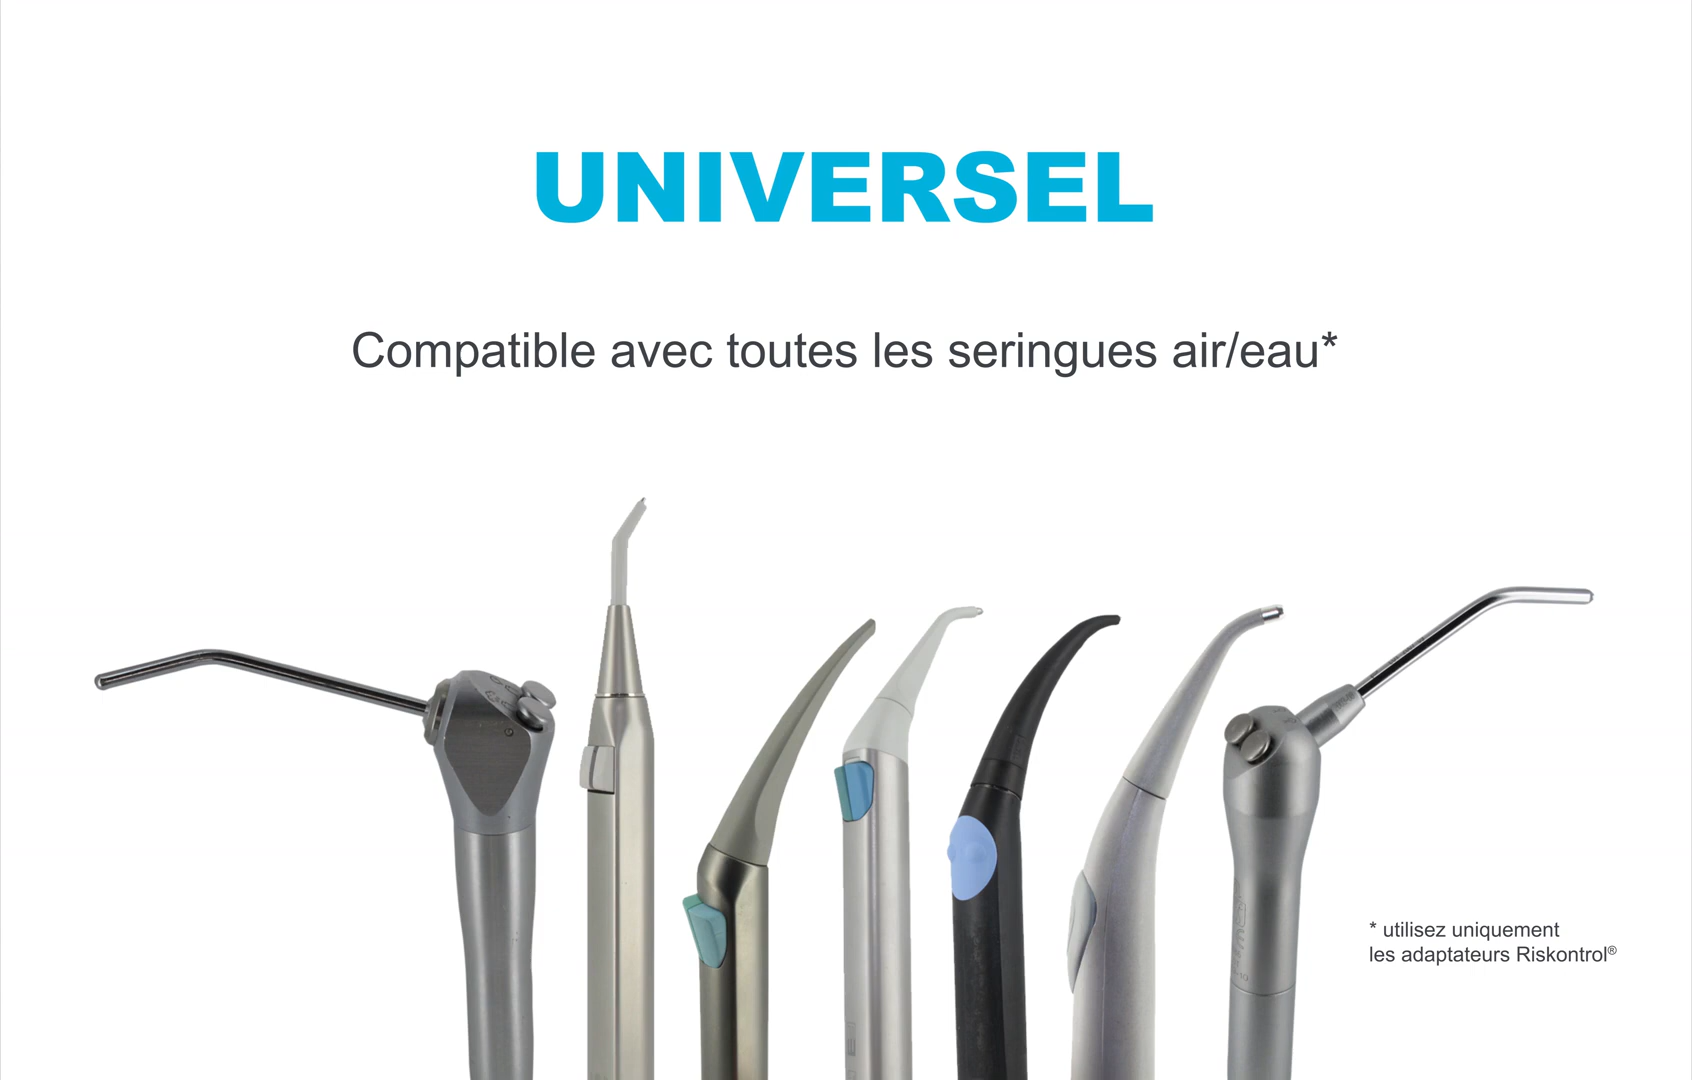 UNIVERSEL
Compatible avec toutes les seringues air/eau*
* utilisez uniquement
les adaptateurs Riskontrol®